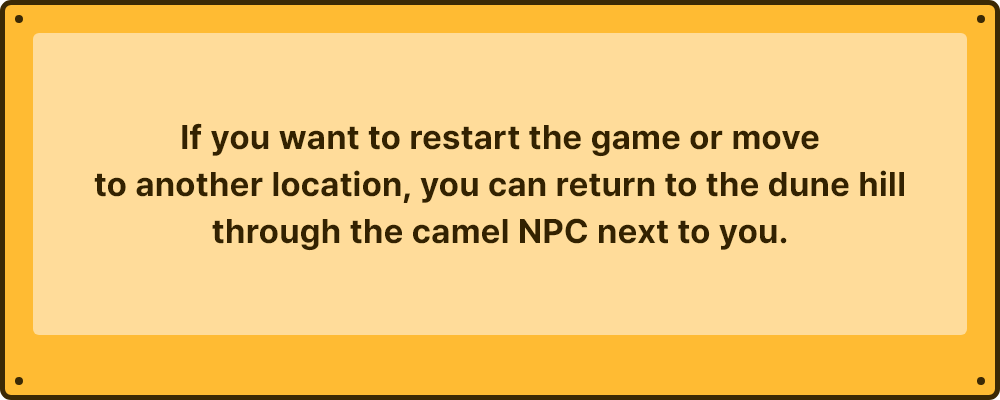 If you want to restart the game or move
to another location, you can return to the dune hill
through the camel NPC next to you.